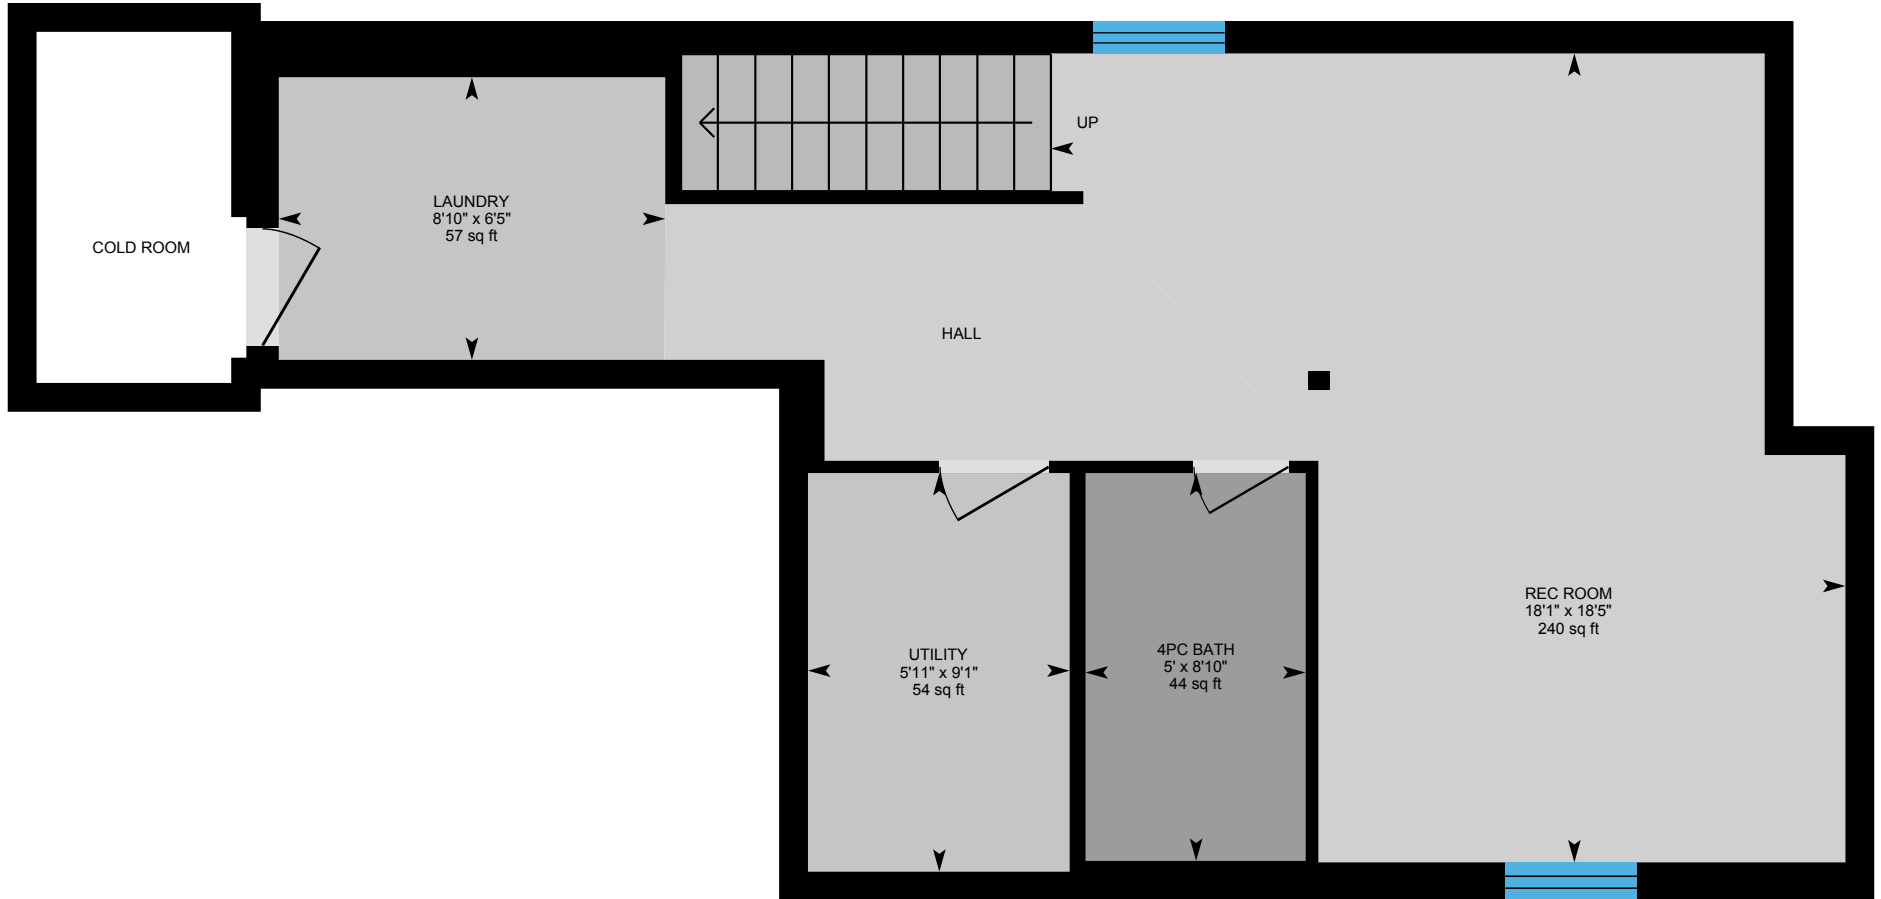 UP
LAUNDRY
8'10" x 6'5"
57 sq ft
COLD ROOM
HALL
REC ROOM
18'1" x 18'5"
240 sq ft
UTILITY
5'11" x 9'1"
54 sq ft
4PC BATH
5' x 8'10"
44 sq ft